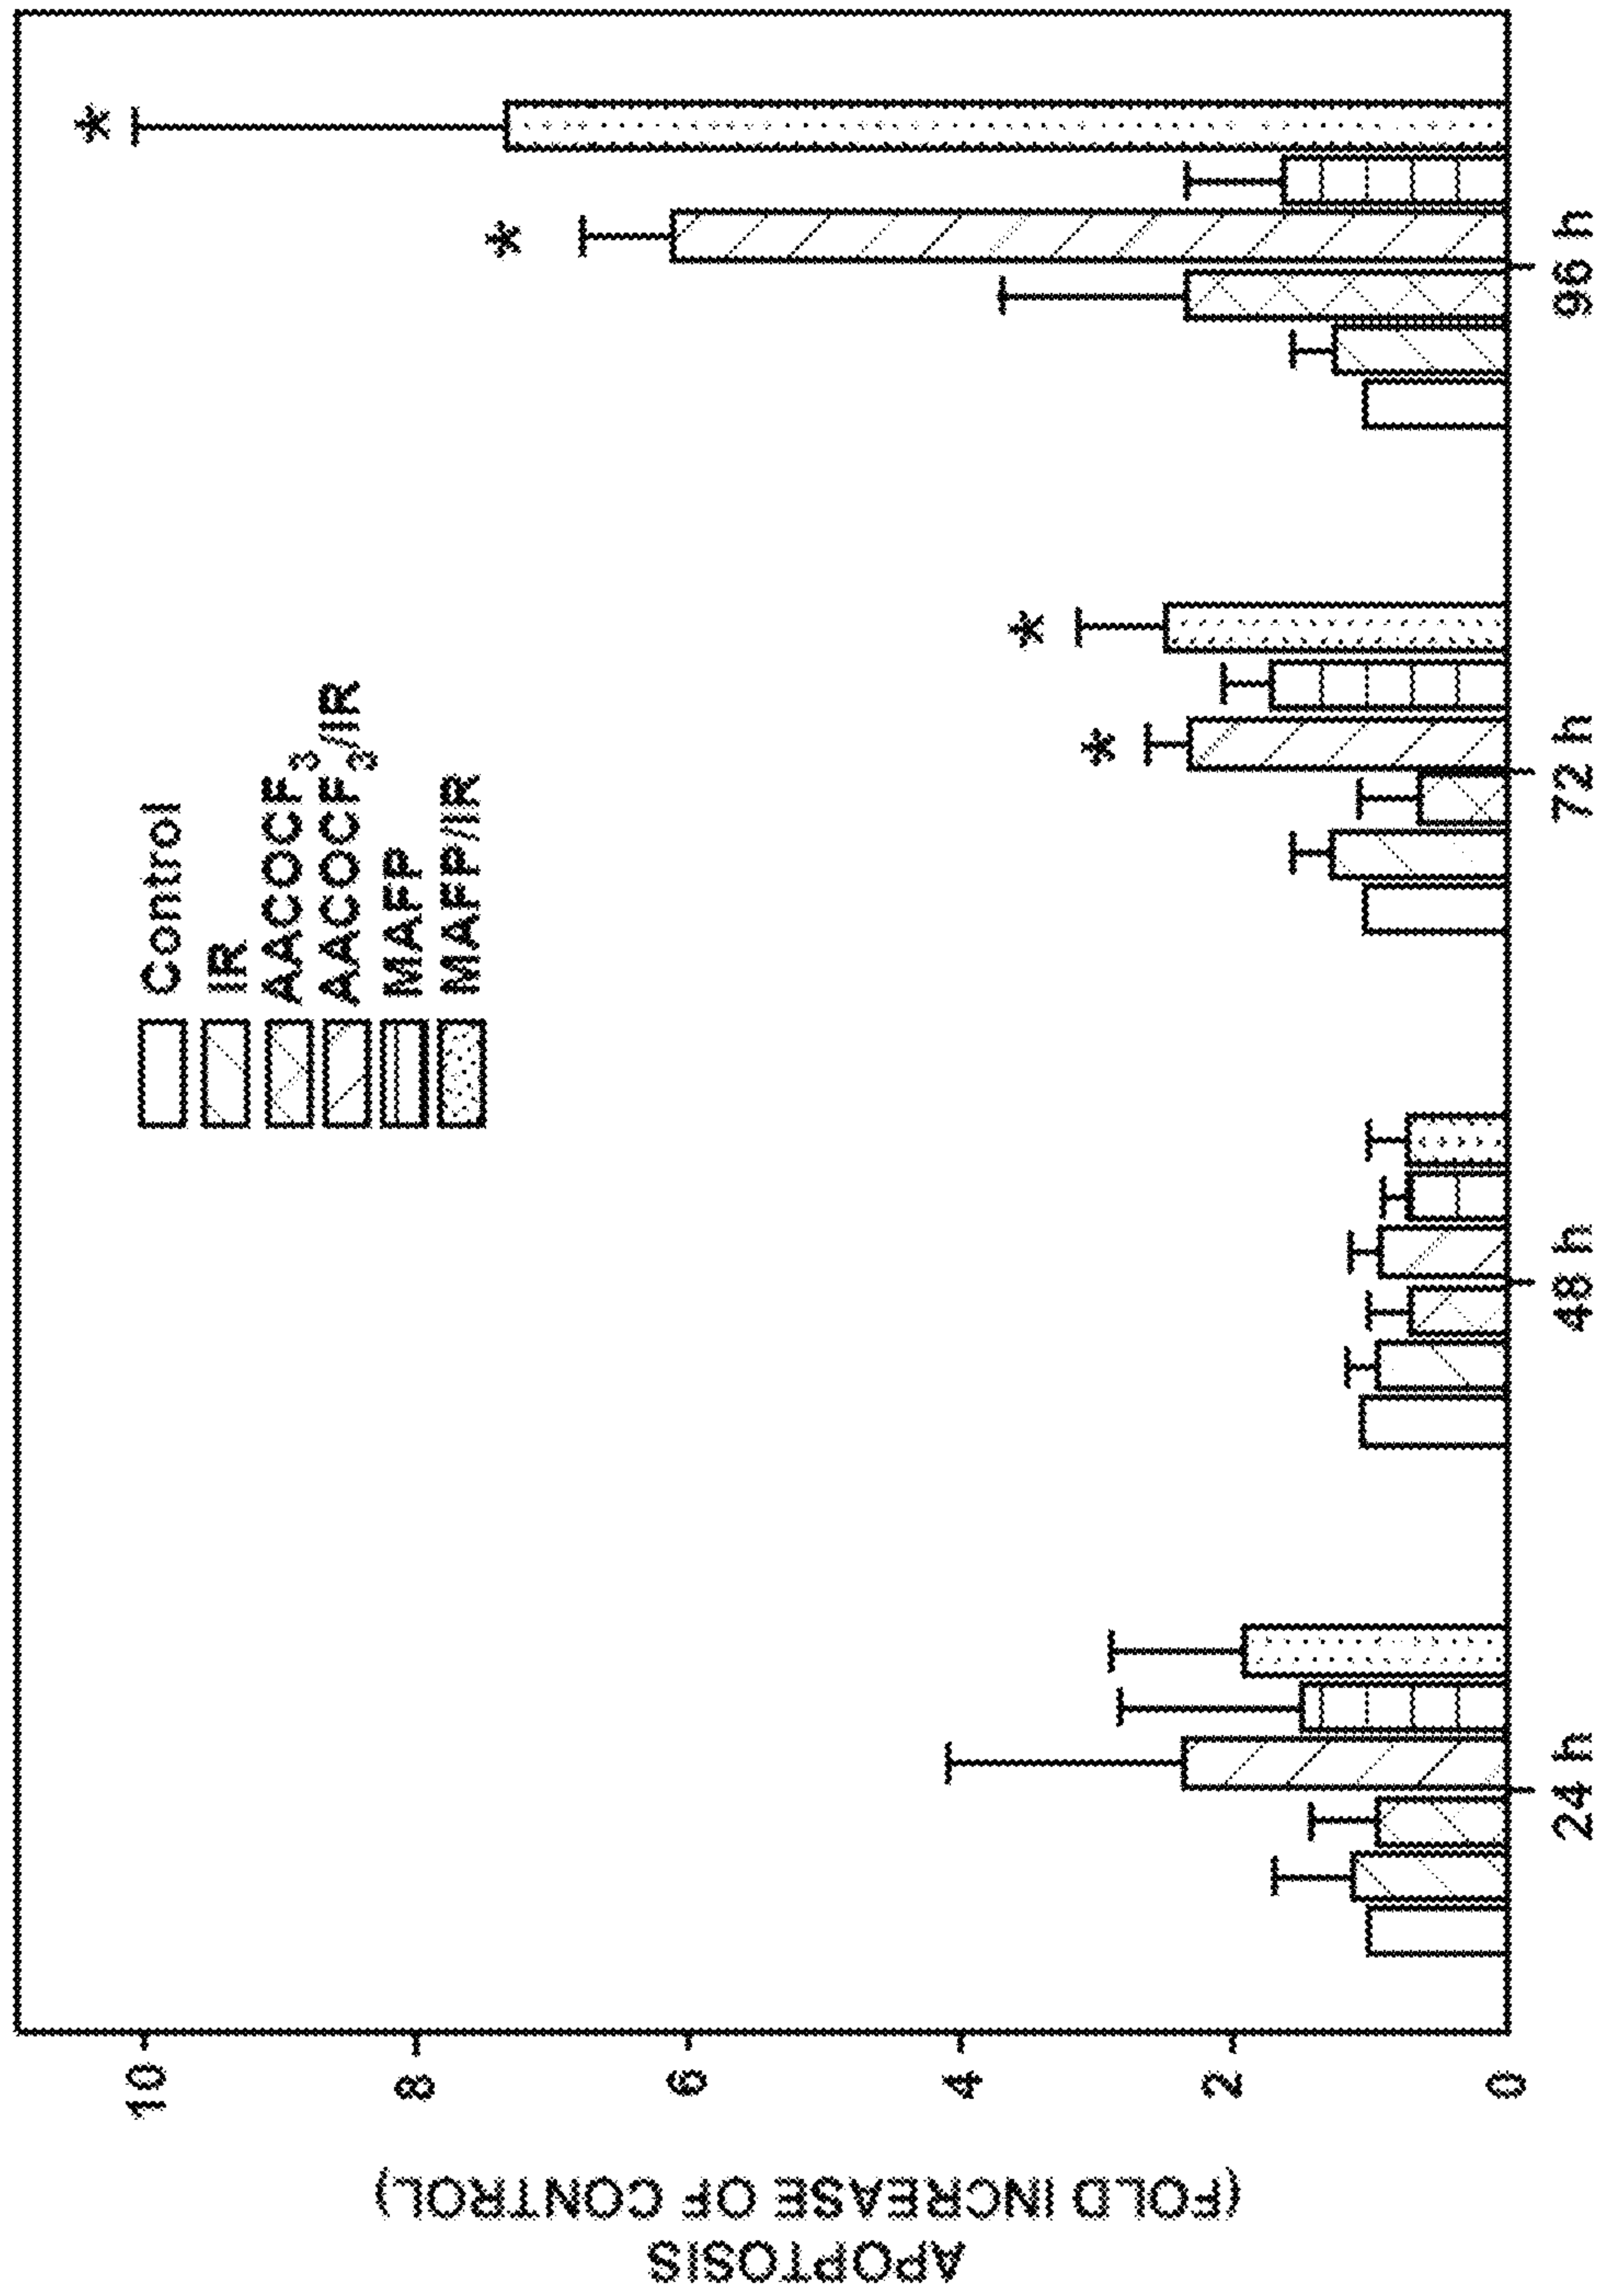 APOPTOSIS
(FOLD INCREASE OF CONTROL)
10
8
6
4
2
0
Control
IR
AACOCF3
AACOCF3/IR
MAFP
MAFP/IR
*
*
*
*
24 h
48 h
72 h
96 h